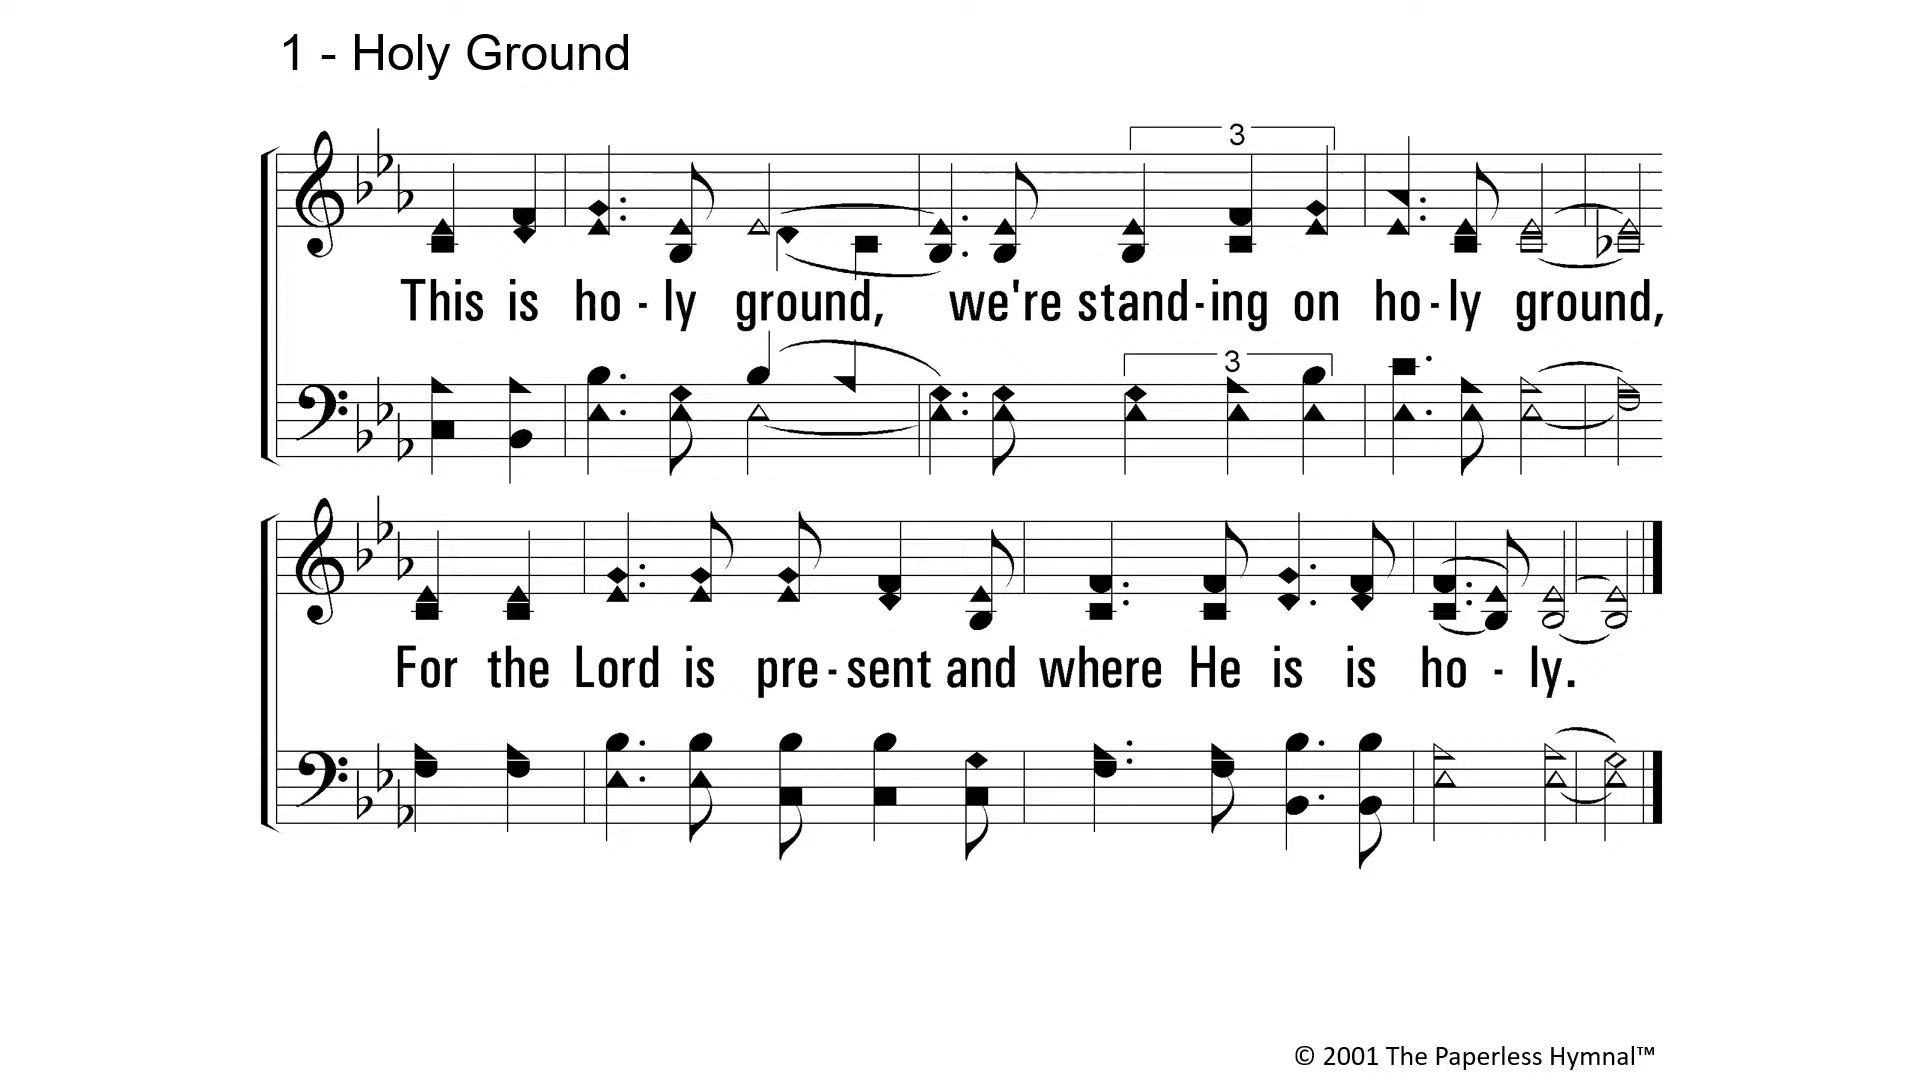 1 - Holy Ground
3
This is ho - ly ground, we're stand-ing on ho-ly ground,
3
For the Lord is pre-sent and where He is is ho - ly.
© 2001 The Paperless Hymnal™